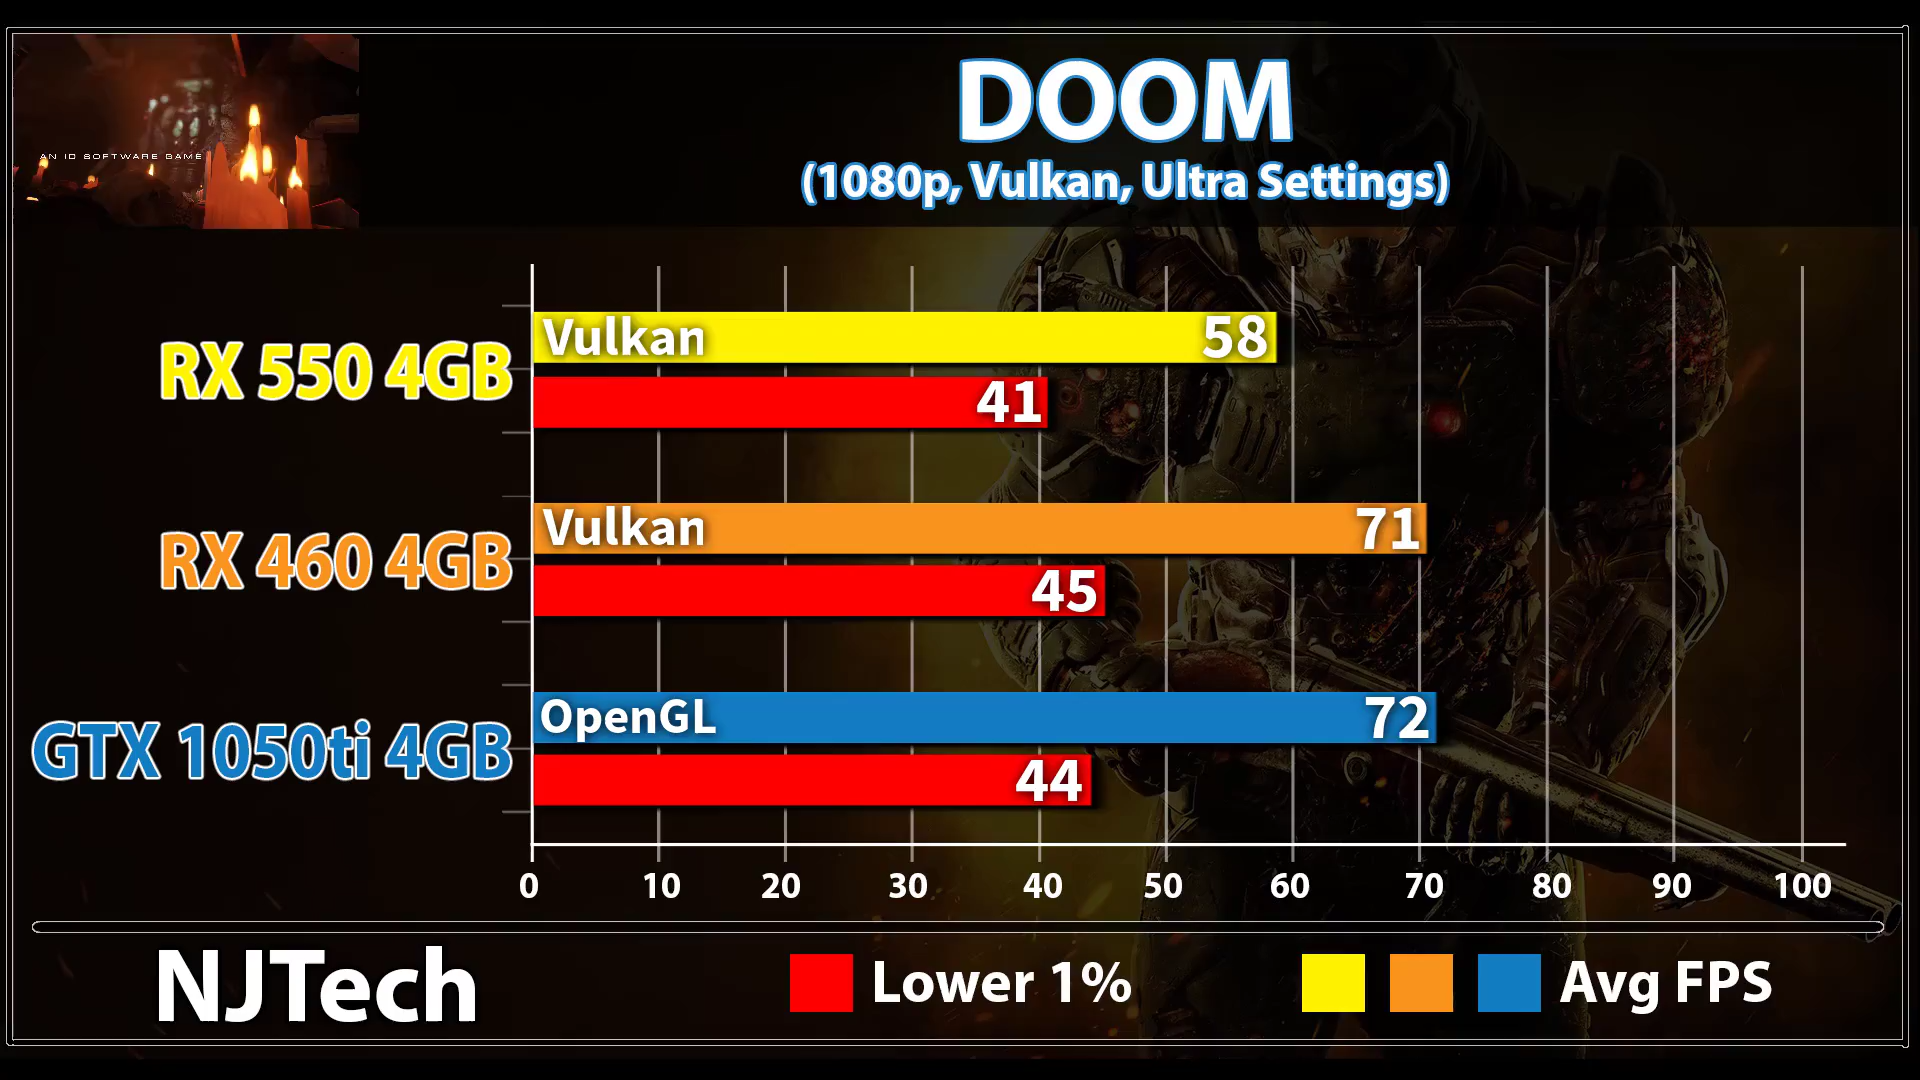 DOOM
(1080p, Vulkan, Ultra Settings)
AN ID SOFTWARE GAME
RX 550 4GB
Vulkan 58
41
RX 460 4GB
Vulkan 71
45
GTX 1050ti 4GB
OpenGL 72
44
0 10 20 30 40 50 60 70 80 90 100
NJTech
Lower 1%
Avg FPS